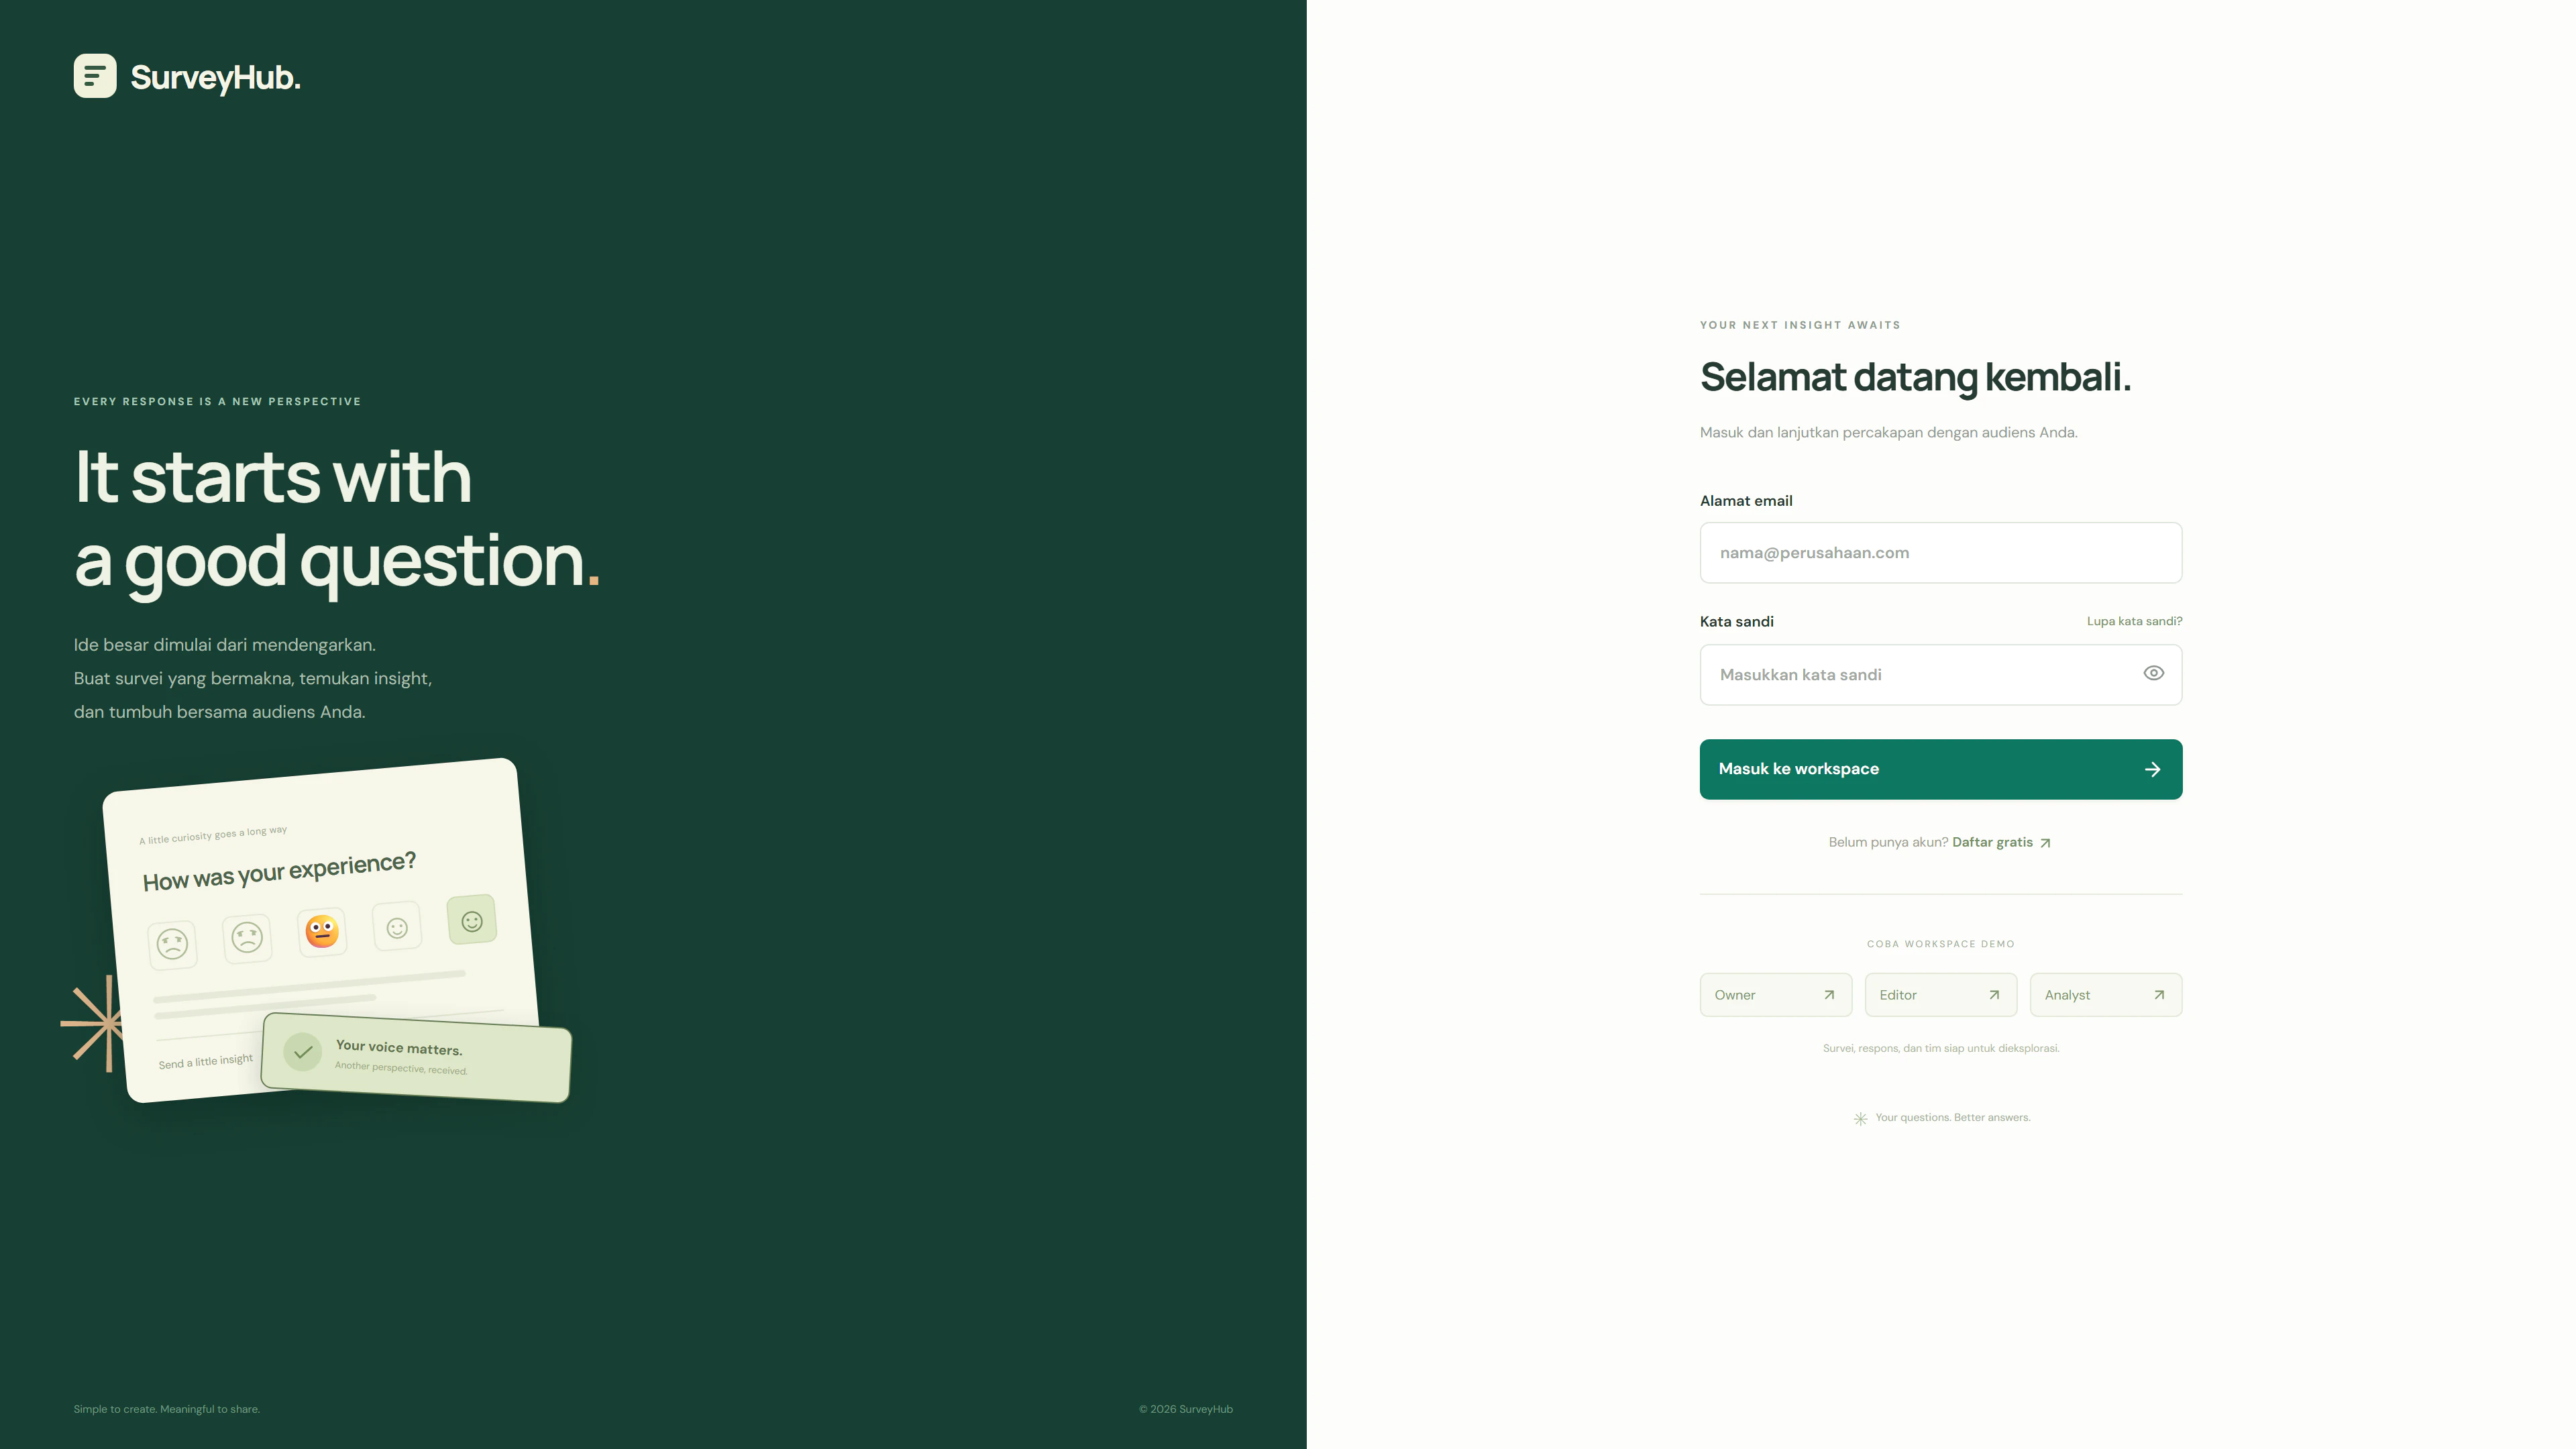 SurveyHub.
EVERY RESPONSE IS A NEW PERSPECTIVE
It starts with
a good question.
Ide besar dimulai dari mendengarkan.
Buat survei yang bermakna, temukan insight,
dan tumbuh bersama audiens Anda.
A little curiosity goes a long way
How was your experience?
Send a little insight
Your voice matters.
Another perspective, received.
Simple to create. Meaningful to share.
© 2026 SurveyHub
YOUR NEXT INSIGHT AWAITS
Selamat datang kembali.
Masuk dan lanjutkan percakapan dengan audiens Anda.
Alamat email
nama@perusahaan.com
Kata sandi
Lupa kata sandi?
Masukkan kata sandi
Masuk ke workspace
Belum punya akun? Daftar gratis
COBA WORKSPACE DEMO
Owner
Editor
Analyst
Survei, respons, dan tim siap untuk dieksplorasi.
Your questions. Better answers.